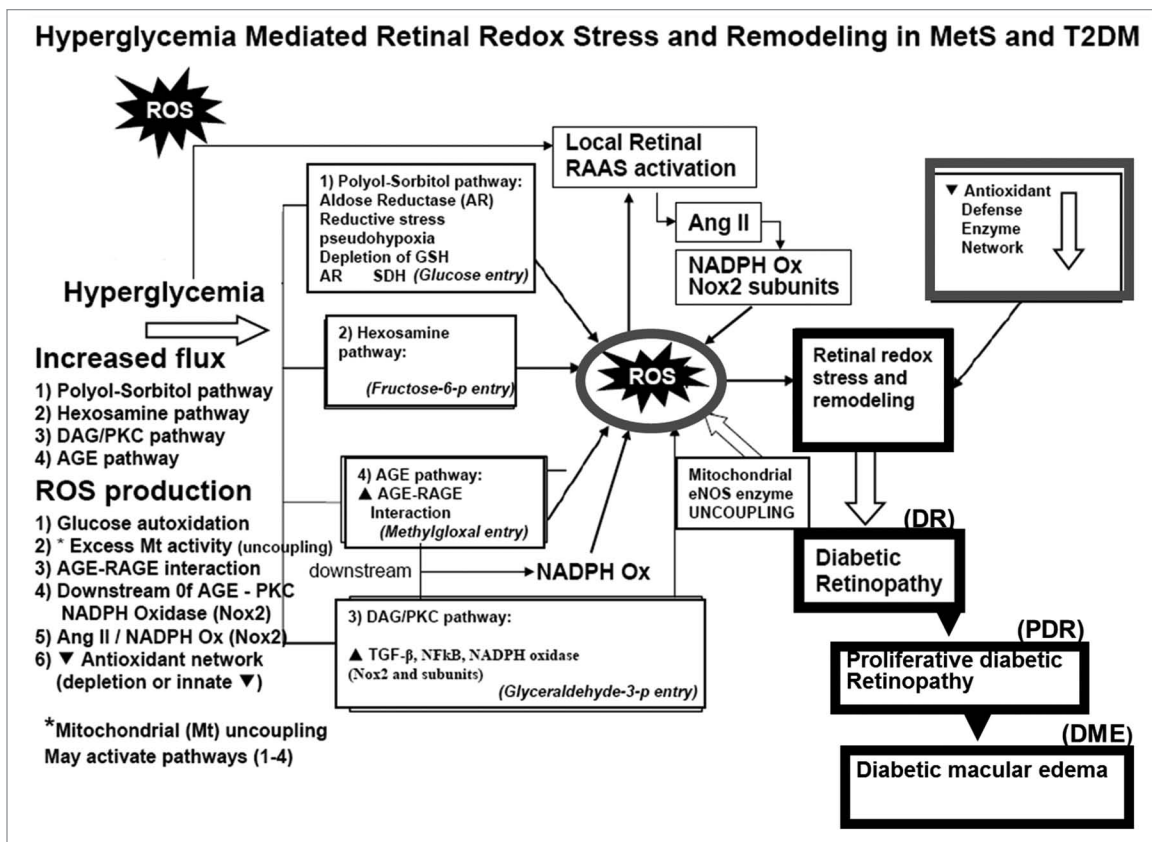 Hyperglycemia Mediated Retinal Redox Stress and Remodeling in MetS and T2DM
ROS
Local Retinal
RAAS activation
1) Polyol-Sorbitol pathway:
Aldose Reductase (AR)
Reductive stress
pseudohypoxia
Depletion of GSH
AR SDH (Glucose entry)
Ang II
NADPH Ox
Nox2 subunits
▼ Antioxidant
Defense
Enzyme
Network
Hyperglycemia
Increased flux
1) Polyol-Sorbitol pathway
2) Hexosamine pathway
3) DAG/PKC pathway
4) AGE pathway
ROS production
1) Glucose autoxidation
2) * Excess Mt activity (uncoupling)
3) AGE-RAGE interaction
4) Downstream 0f AGE - PKC
NADPH Oxidase (Nox2)
5) Ang II / NADPH Ox (Nox2)
6) ▼ Antioxidant network
(depletion or innate ▼)
*Mitochondrial (Mt) uncoupling
May activate pathways (1-4)
2) Hexosamine
pathway:
(Fructose-6-p entry)
ROS
Retinal redox
stress and
remodeling
4) AGE pathway:
▲ AGE-RAGE
Interaction
(Methylgloxal entry)
Mitochondrial
eNOS enzyme
UNCOUPLING
downstream
NADPH Ox
3) DAG/PKC pathway:
▲ TGF-β, NFkB, NADPH oxidase
(Nox2 and subunits)
(Glyceraldehyde-3-p entry)
(DR)
Diabetic
Retinopathy
(PDR)
Proliferative diabetic
Retinopathy
(DME)
Diabetic macular edema